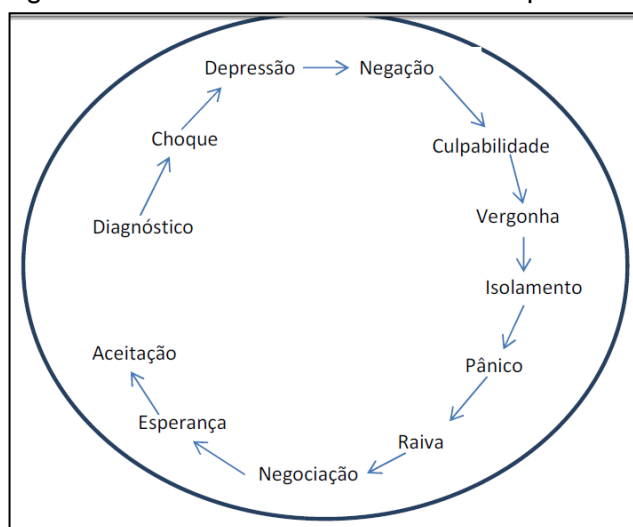 Depressão
Negação
Choque
Culpabilidade
Diagnóstico
Vergonha
Isolamento
Aceitação
Pânico
Esperança
Raiva
Negociação